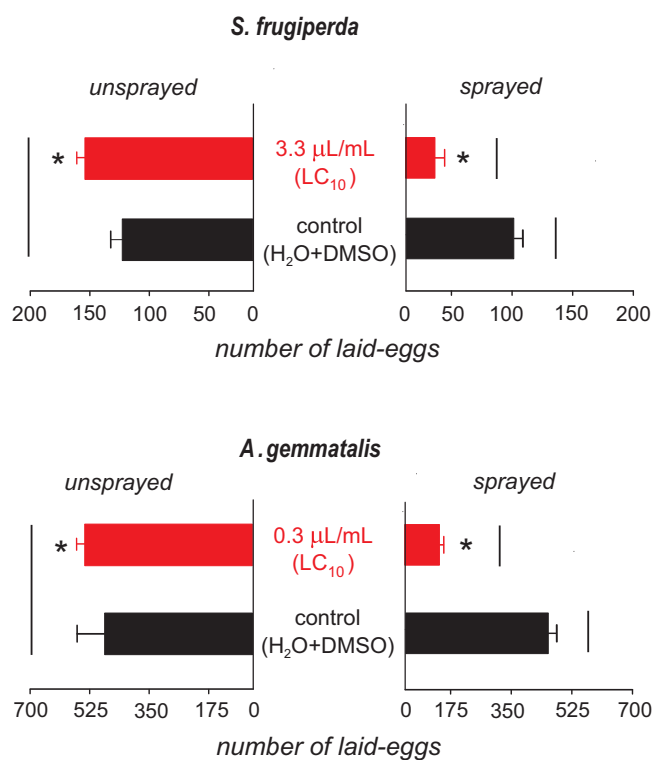 S. frugiperda
unsprayed
sprayed
* 3.3 μL/mL *
(LC₁₀)
control
(H₂O+DMSO)
200 150 100 50 0 0 50 100 150 200
number of laid-eggs
A. gemmatalis
unsprayed
sprayed
* 0.3 μL/mL *
(LC₁₀)
control
(H₂O+DMSO)
700 525 350 175 0 0 175 350 525 700
number of laid-eggs